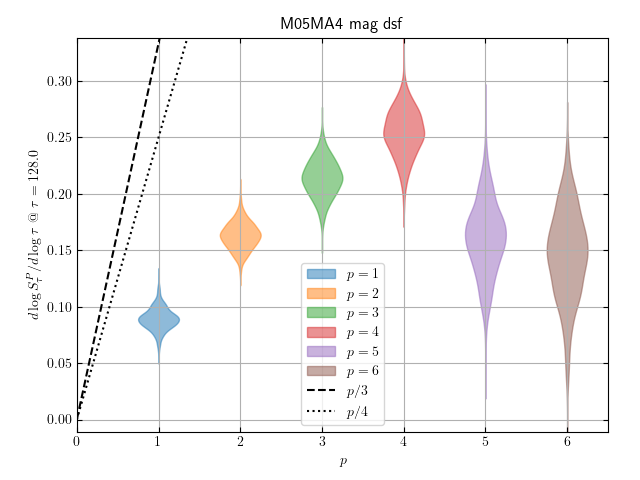 M05MA4 mag dsf
d log S_τ^P / d log τ @ τ = 128.0
0.30
0.25
0.20
0.15
0.10
0.05
0.00
p = 1
p = 2
p = 3
p = 4
p = 5
p = 6
p/3
p/4
0 1 2 3 4 5 6
p